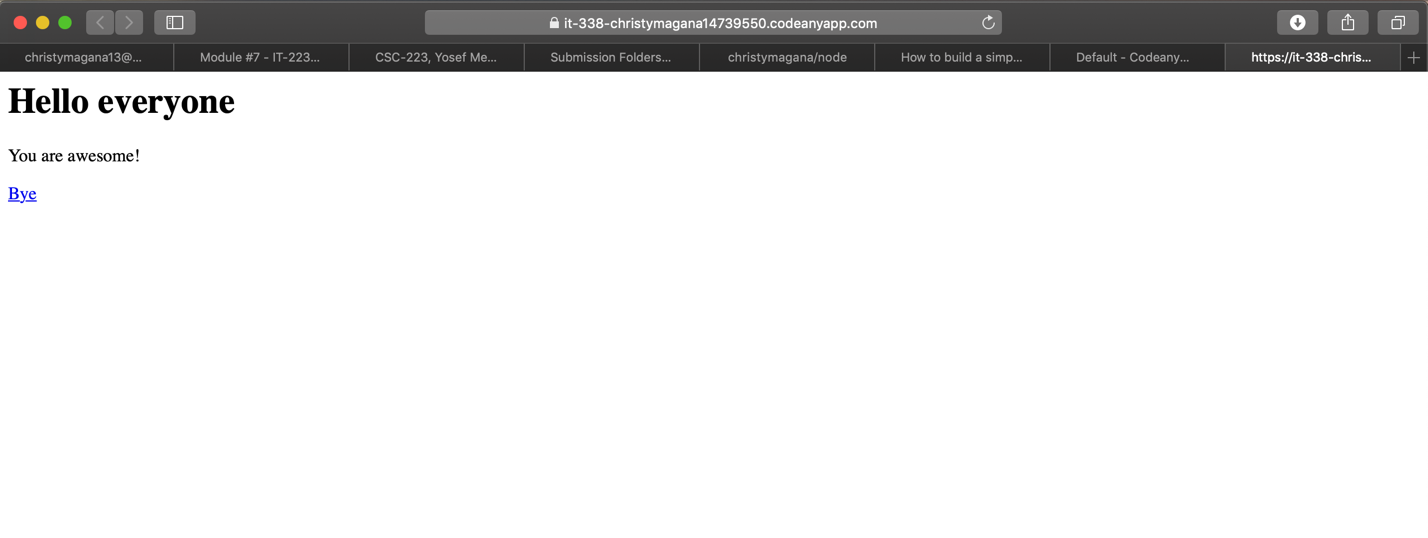 it-338-christymagana14739550.codeanyapp.com
christymagana13@...
Module #7 - IT-223...
CSC-223, Yosef Me...
Submission Folders...
christymagana/node
How to build a simp...
Default - Codeany...
https://it-338-chris...
Hello everyone
You are awesome!
Bye